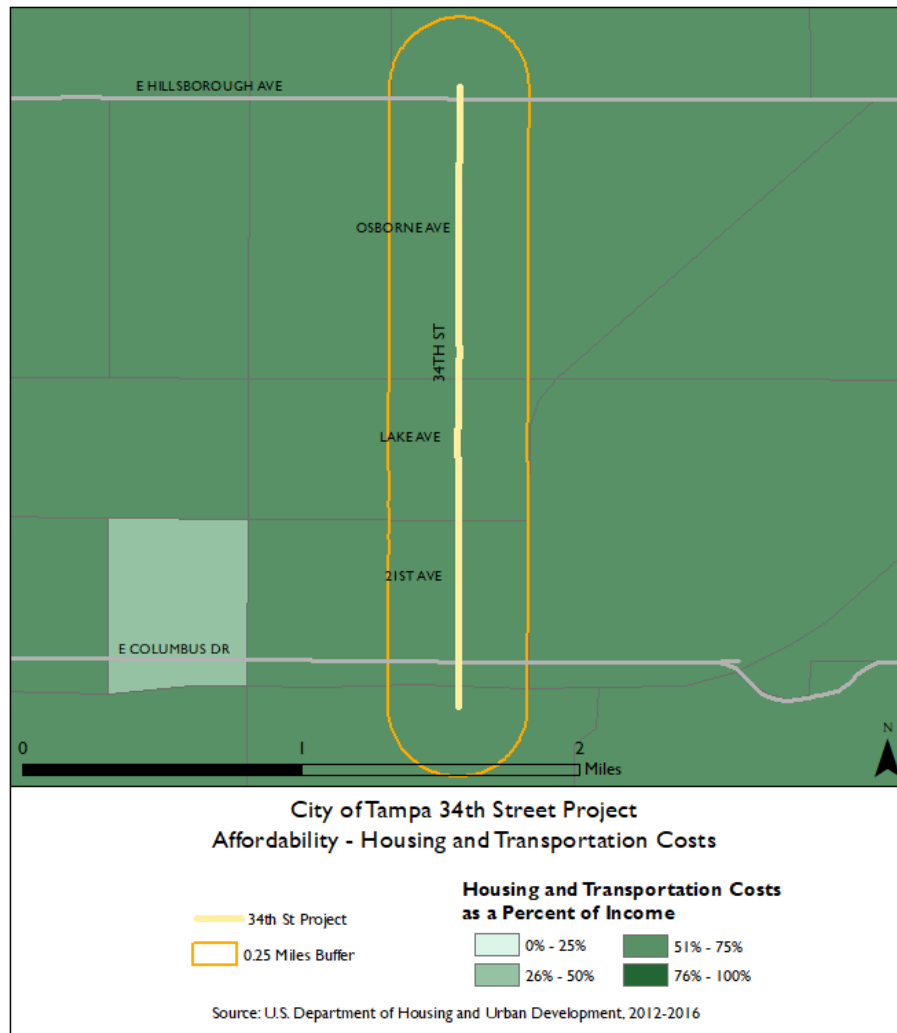 E HILLSBOROUGH AVE
OSBORNE AVE
34TH ST
LAKE AVE
21ST AVE
E COLUMBUS DR
N
0 1 2
Miles
City of Tampa 34th Street Project
Affordability - Housing and Transportation Costs
34th St Project
0.25 Miles Buffer
Housing and Transportation Costs
as a Percent of Income
0% - 25%
51% - 75%
26% - 50%
76% - 100%
Source: U.S. Department of Housing and Urban Development, 2012-2016